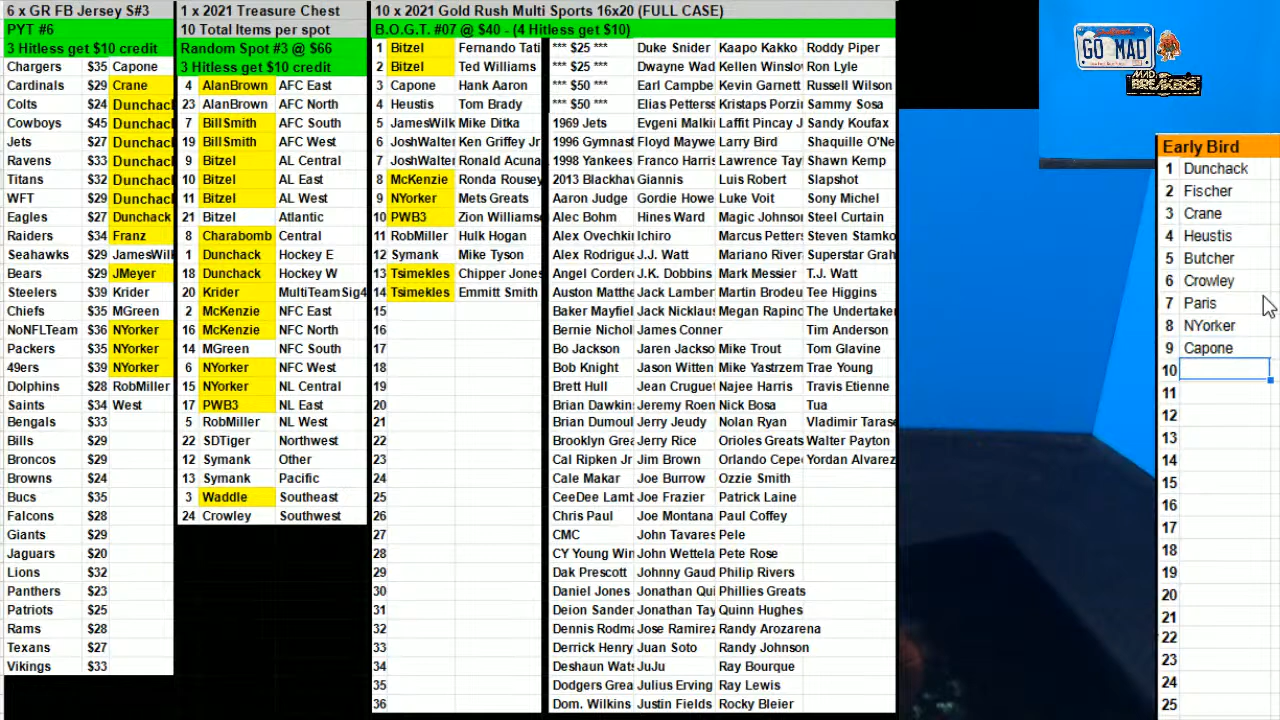 6 x GR FB Jersey S#3
PYT #6
3 Hitless get $10 credit
Chargers $35 Capone
Cardinals $29 Crane
Colts $24 Dunchack
Cowboys $45 Dunchack
Jets $27 Dunchack
Ravens $33 Dunchack
Titans $32 Dunchack
WFT $29 Dunchack
Eagles $27 Dunchack
Raiders $34 Franz
Seahawks $29 JamesWilk
Bears $29 JMeyer
Steelers $39 Krider
Chiefs $35 MGreen
NoNFLTeam $36 NYorker
Packers $35 NYorker
49ers $39 NYorker
Dolphins $28 RobMiller
Saints $34 West
Bengals $33
Bills $29
Broncos $29
Browns $24
Bucs $35
Falcons $28
Giants $29
Jaguars $20
Lions $32
Panthers $23
Patriots $25
Rams $28
Texans $27
Vikings $33
1 x 2021 Treasure Chest
10 Total Items per spot
Random Spot #3 @ $66
3 Hitless get $10 credit
4 AlanBrown AFC East
23 AlanBrown AFC North
7 BillSmith AFC South
19 BillSmith AFC West
9 Bitzel AL Central
10 Bitzel AL East
11 Bitzel AL West
21 Bitzel Atlantic
8 Charabomb Central
1 Dunchack Hockey E
18 Dunchack Hockey W
20 Krider MultiTeamSig4
2 McKenzie NFC East
16 McKenzie NFC North
14 MGreen NFC South
6 NYorker NFC West
15 NYorker NL Central
17 PWB3 NL East
5 RobMiller NL West
22 SDTiger Northwest
12 Symank Other
13 Symank Pacific
3 Waddle Southeast
24 Crowley Southwest
10 x 2021 Gold Rush Multi Sports 16x20 (FULL CASE)
B.O.G.T. #07 @ $40 - (4 Hitless get $10)
1 Bitzel Fernando Tati *** $25 *** Duke Snider Kaapo Kakko Roddy Piper
2 Bitzel Ted Williams *** $25 *** Dwayne Wad Kellen Winslow Ron Lyle
3 Capone Hank Aaron *** $50 *** Earl Campbe Kevin Garnett Russell Wilson
4 Heustis Tom Brady *** $50 *** Elias Petterss Kristaps Porzi Sammy Sosa
5 JamesWilk Mike Ditka 1969 Jets Evgeni Malkin Laffit Pincay J Sandy Koufax
6 JoshWalter Ken Griffey Jr 1996 Gymnast Floyd Maywe Larry Bird Shaquille O'Ne
7 JoshWalter Ronald Acuna 1998 Yankees Franco Harris Lawrence Tay Shawn Kemp
8 McKenzie Ronda Rousey 2013 Blackhav Giannis Luis Robert Slapshot
9 NYorker Mets Greats Aaron Judge Gordie Howe Luke Voit Sony Michel
10 PWB3 Zion Williams Alec Bohm Hines Ward Magic Johnson Steel Curtain
11 RobMiller Hulk Hogan Alex Ovechkin Ichiro Marcus Petters Steven Stamko
12 Symank Mike Tyson Alex Rodrigue J.J. Watt Mariano River Superstar Grah
13 Tsimekles Chipper Jones Angel Cordero J.K. Dobbins Mark Messier T.J. Watt
14 Tsimekles Emmitt Smith Auston Matthe Jack Lambert Martin Brodeu Tee Higgins
15 Baker Mayfiel Jack Nicklaus Megan Rapino The Undertaker
16 Bernie Nichol James Conner Tim Anderson
17 Bo Jackson Jaren Jackso Mike Trout Tom Glavine
18 Bob Knight Jason Witten Mike Yastrzem Trae Young
19 Brett Hull Jean Cruguet Najee Harris Travis Etienne
20 Brian Dawkins Jeremy Roen Nick Bosa Tua
21 Brian Dumoul Jerry Jeudy Nolan Ryan Vladimir Tarase
22 Brooklyn Grea Jerry Rice Orioles Greats Walter Payton
23 Cal Ripken Jr Jim Brown Orlando Cepe Yordan Alvarez
24 Cale Makar Joe Burrow Ozzie Smith
25 CeeDee Lamb Joe Frazier Patrick Laine
26 Chris Paul Joe Montana Paul Coffey
27 CMC John Tavares Pele
28 CY Young Win John Wettela Pete Rose
29 Dak Prescott Johnny Gaud Philip Rivers
30 Daniel Jones Jonathan Qui Phillies Greats
31 Deion Sander Jonathan Tay Quinn Hughes
32 Dennis Rodma Jose Ramirez Randy Arozarena
33 Derrick Henry Juan Soto Randy Johnson
34 Deshaun Wats JuJu Ray Bourque
35 Dodgers Grea Julius Erving Ray Lewis
36 Dom. Wilkins Justin Fields Rocky Bleier
GO MAD
MAD BREAKERS
Early Bird
1 Dunchack
2 Fischer
3 Crane
4 Heustis
5 Butcher
6 Crowley
7 Paris
8 NYorker
9 Capone
10
11
12
13
14
15
16
17
18
19
20
21
22
23
24
25